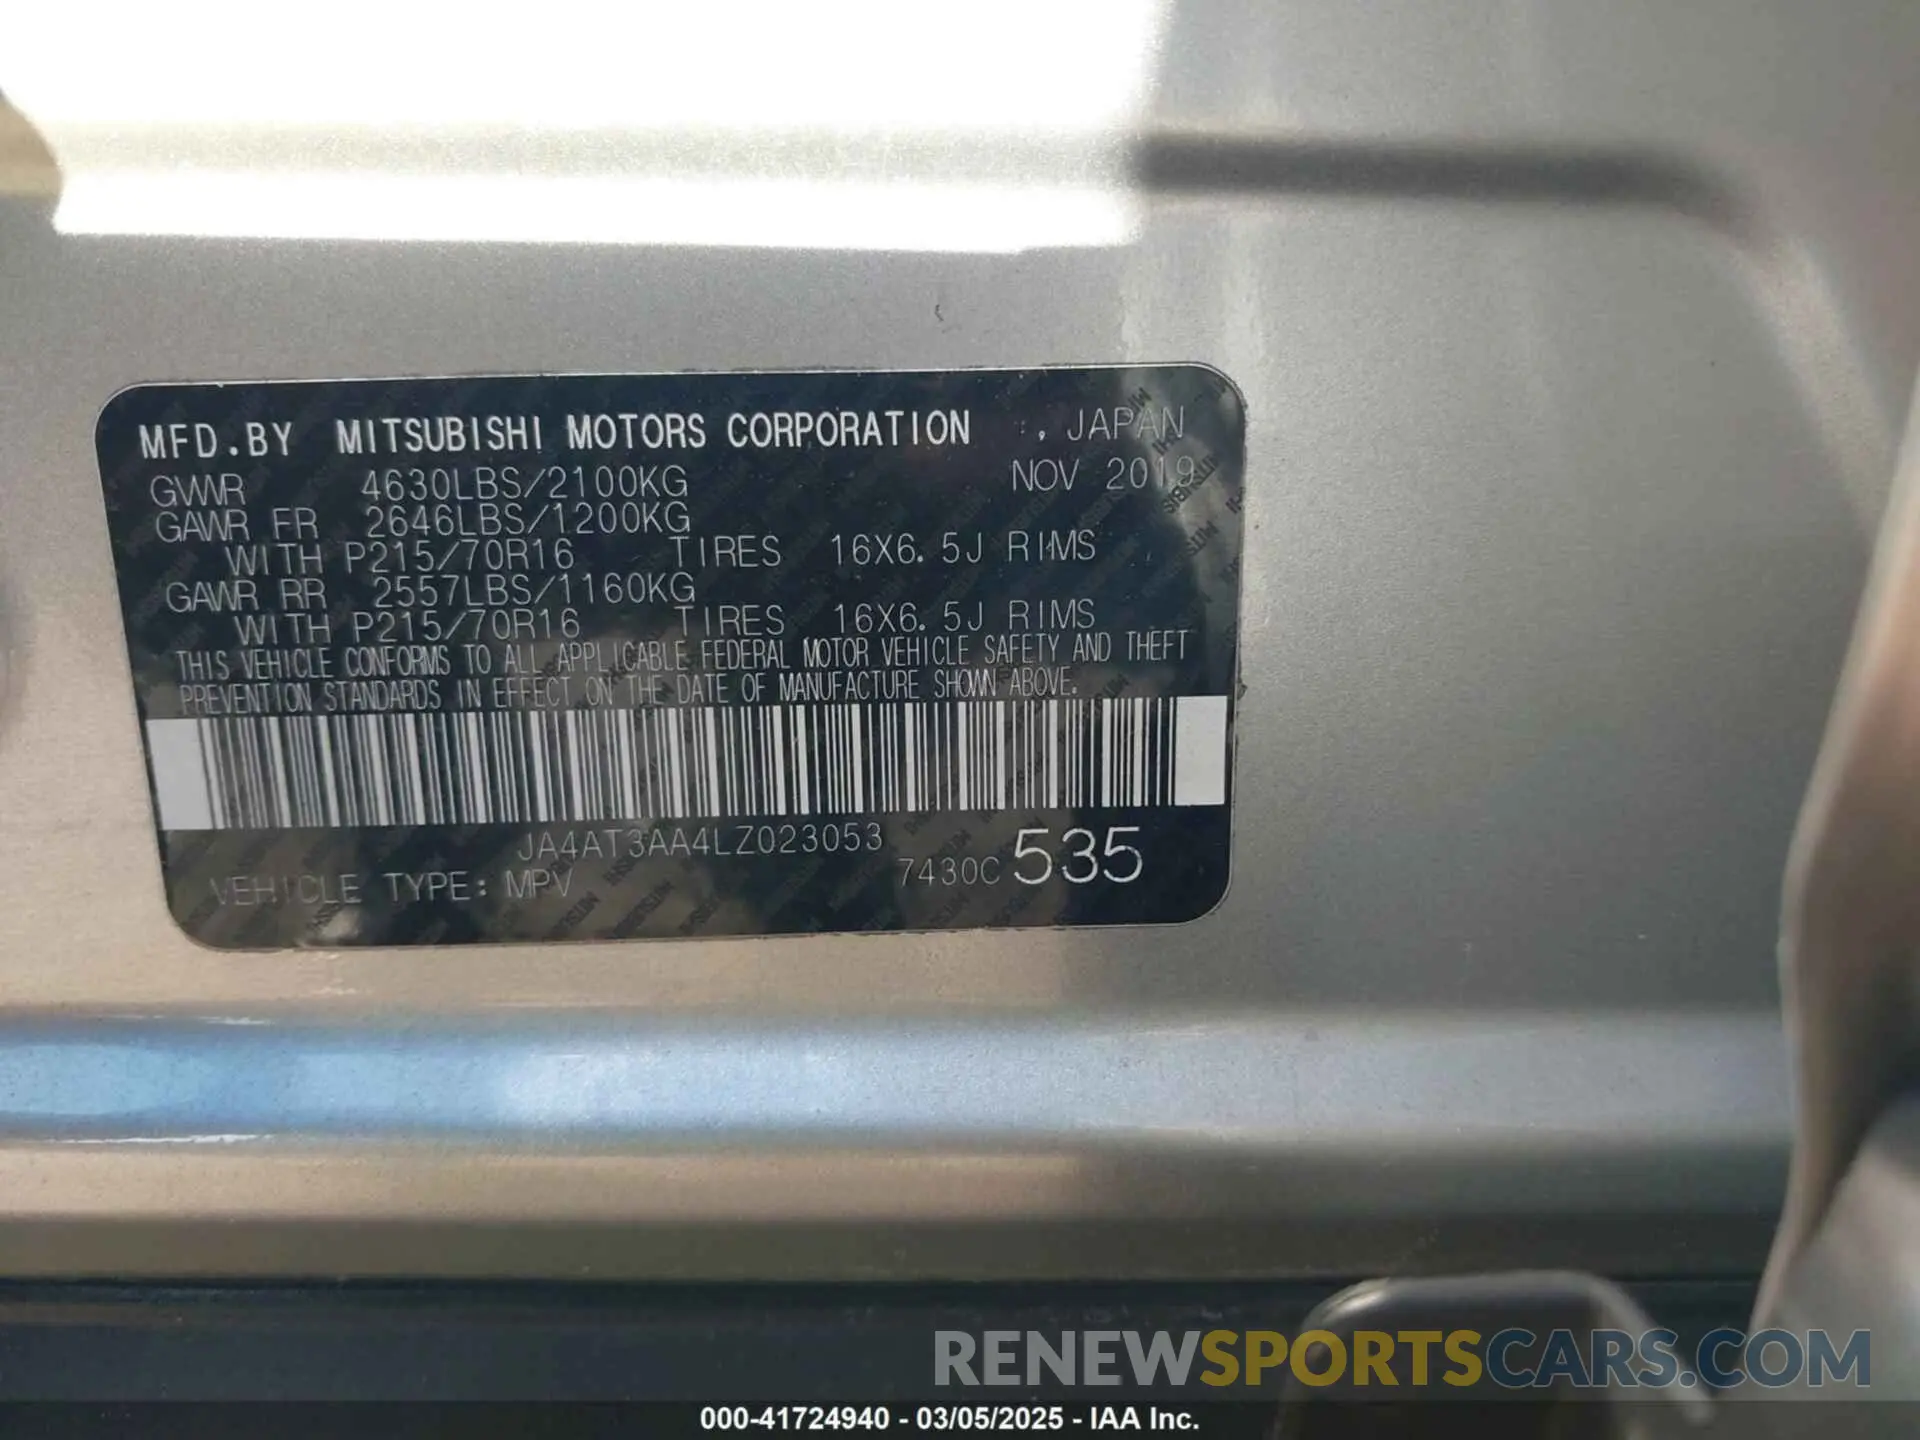 MFD.BY MITSUBISHI MOTORS CORPORATION , JAPAN
GVWR 4630LBS/2100KG NOV 2019
GAWR FR 2646LBS/1200KG
WITH P215/70R16 TIRES 16X6.5J RIMS
GAWR RR 2557LBS/1160KG
WITH P215/70R16 TIRES 16X6.5J RIMS
THIS VEHICLE CONFORMS TO ALL APPLICABLE FEDERAL MOTOR VEHICLE SAFETY AND THEFT
PREVENTION STANDARDS IN EFFECT ON THE DATE OF MANUFACTURE SHOWN ABOVE.
JA4AT3AA4LZ023053
VEHICLE TYPE: MPV 7430C 535
RENEWSPORTSCARS.COM
000-41724940 - 03/05/2025 - IAA Inc.